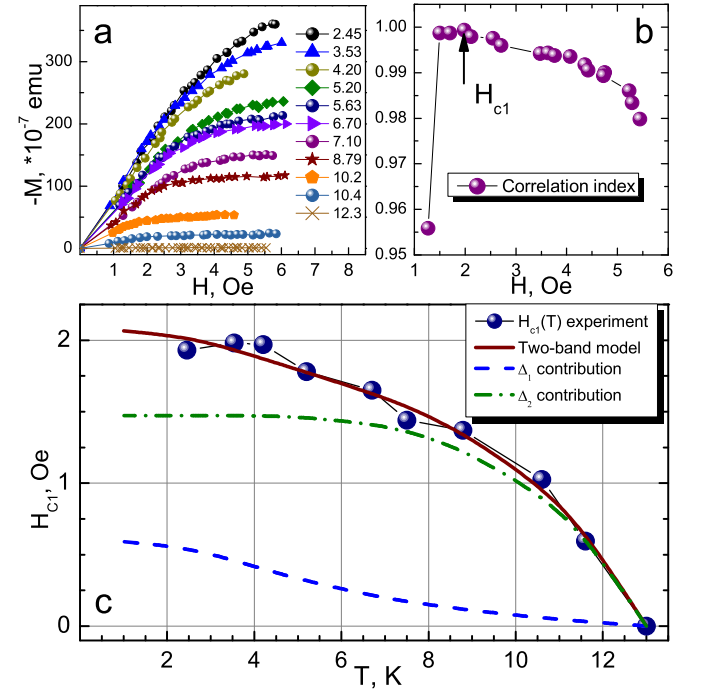 a
-M, *10⁻⁷ emu
300
200
100
0
1 2 3 4 5 6 7 8
H, Oe
2.45
3.53
4.20
5.20
5.63
6.70
7.10
8.79
10.2
10.4
12.3
b
1.00
0.99
0.98
0.97
0.96
0.95
1 2 3 4 5 6
H, Oe
H_c1
Correlation index
c
H_C1, Oe
2
1
0
2 4 6 8 10 12
T, K
H_c1(T) experiment
Two-band model
Δ₁ contribution
Δ₂ contribution